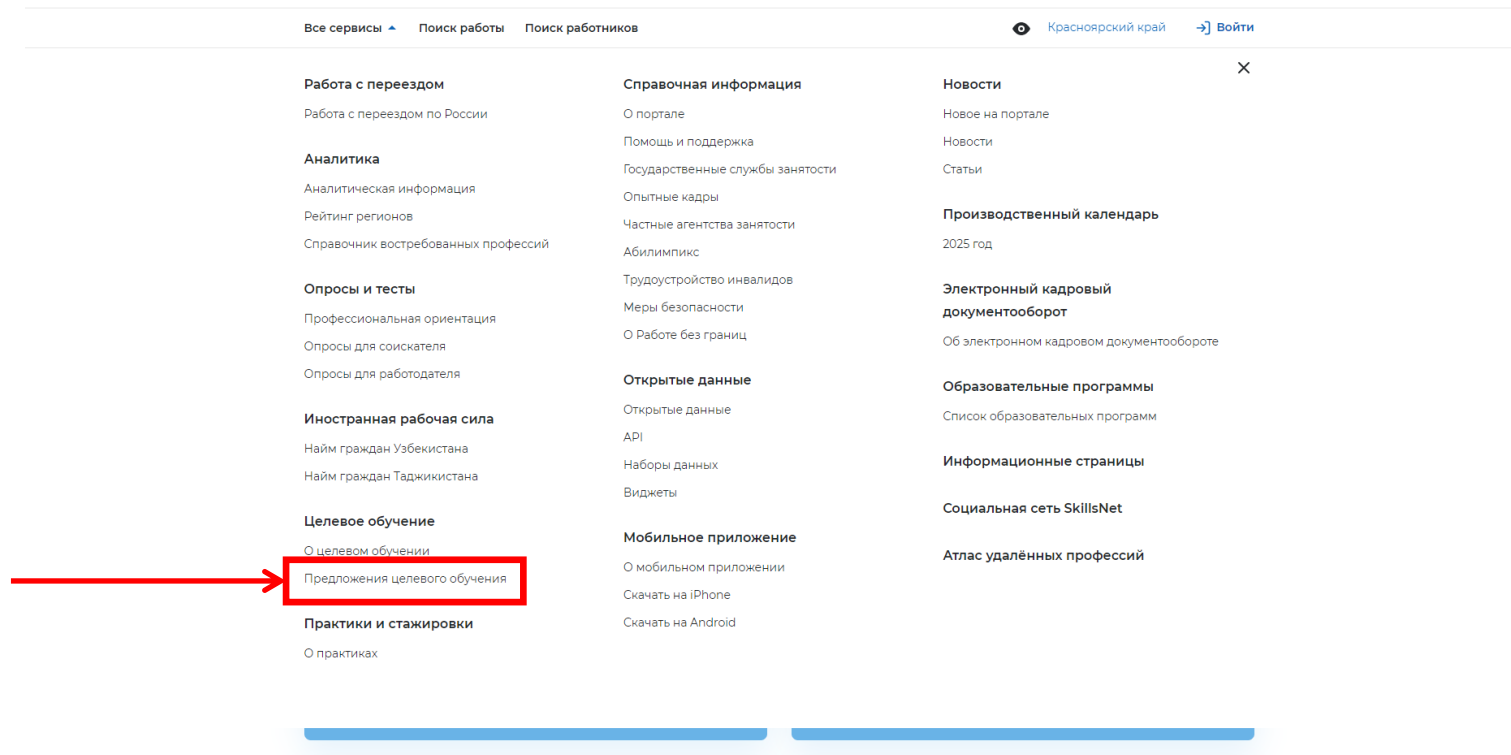 Все сервисы Поиск работы Поиск работников Красноярский край Войти
Работа с переездом
Работа с переездом по России
Аналитика
Аналитическая информация
Рейтинг регионов
Справочник востребованных профессий
Опросы и тесты
Профессиональная ориентация
Опросы для соискателя
Опросы для работодателя
Иностранная рабочая сила
Найм граждан Узбекистана
Найм граждан Таджикистана
Целевое обучение
О целевом обучении
Предложения целевого обучения
Практики и стажировки
О практиках
Справочная информация
О портале
Помощь и поддержка
Государственные службы занятости
Опытные кадры
Частные агентства занятости
Абилимпикс
Трудоустройство инвалидов
Меры безопасности
О Работе без границ
Открытые данные
Открытые данные
API
Наборы данных
Виджеты
Мобильное приложение
О мобильном приложении
Скачать на iPhone
Скачать на Android
Новости
Новое на портале
Новости
Статьи
Производственный календарь
2025 год
Электронный кадровый
документооборот
Об электронном кадровом документообороте
Образовательные программы
Список образовательных программ
Информационные страницы
Социальная сеть SkillsNet
Атлас удалённых профессий